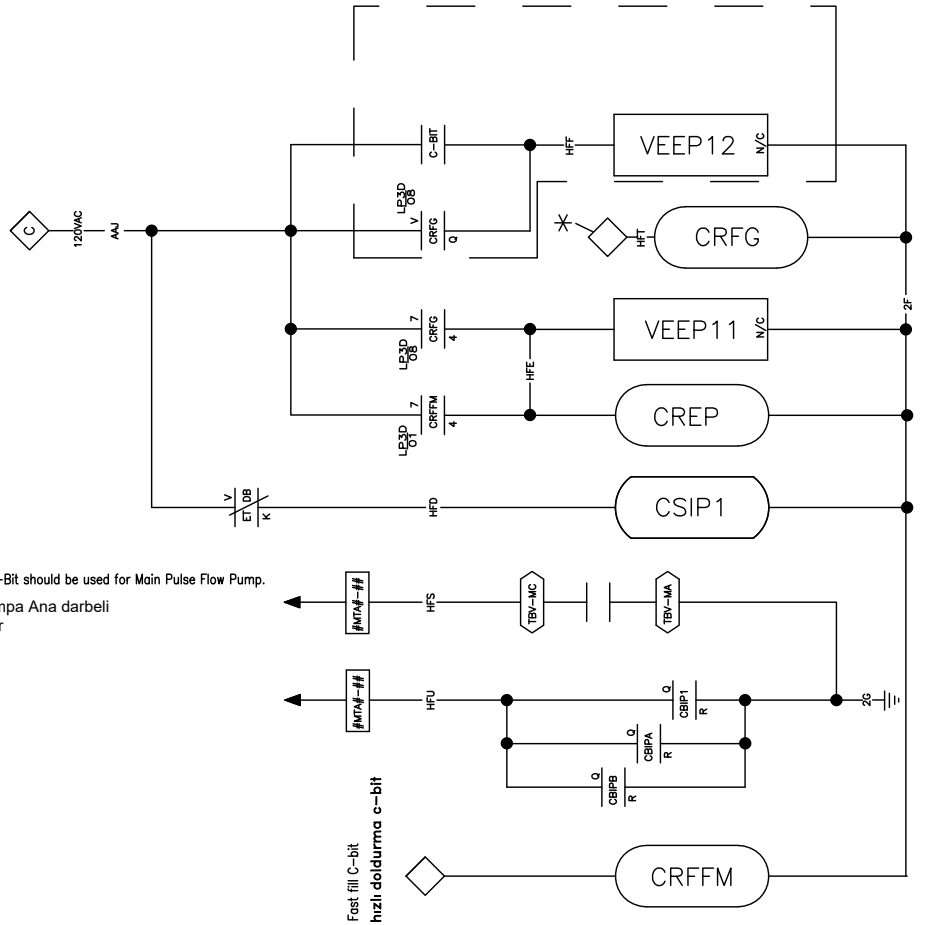 C-BIT
HFF
VEEP12
N/C
LP3D
08
V
CRFG
Q
C
120VAC
AAJ
HFT
CRFG
2F
7
CRFG
4
LP3D
08
VEEP11
N/C
HFE
7
CRFFM
4
LP3D
01
CREP
V
ET DB
K
HFD
CSIP1
-Bit should be used for Main Pulse Flow Pump.
mpa Ana darbeli
r
#MTA#-##
HFS
TBV-MC
TBV-MA
#MTA#-##
HFU
Q
CBIP1
R
2G
Q
CBIPA
R
Q
CBIPB
R
Fast fill C-bit
hızlı doldurma c-bit
CRFFM